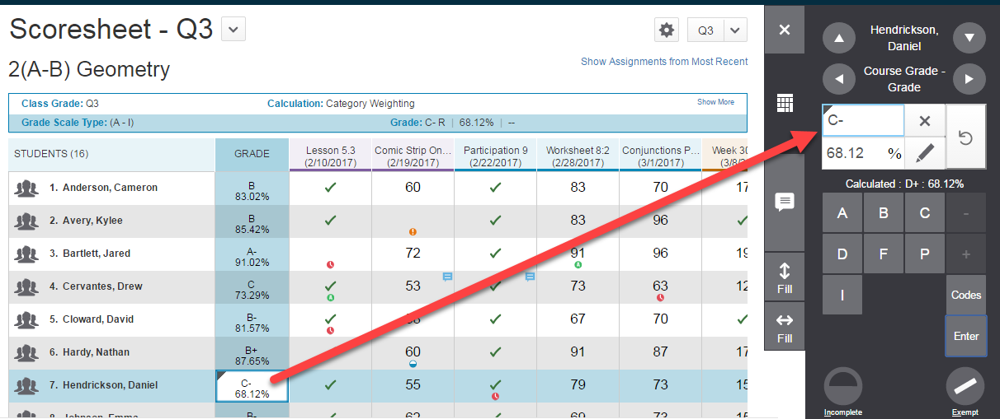 Scoresheet - Q3
Q3
2(A-B) Geometry
Show Assignments from Most Recent
Class Grade: Q3 Calculation: Category Weighting Show More
Grade Scale Type: (A - I) Grade: C- R | 68.12% | --
STUDENTS (16) GRADE Lesson 5.3 Comic Strip On... Participation 9 Worksheet 8:2 Conjunctions P... Week 30
(2/10/2017) (2/19/2017) (2/22/2017) (2/28/2017) (3/1/2017) (3/8/
1. Anderson, Cameron B 60 83 70 17
83.02%
2. Avery, Kylee B 83 96
85.42%
3. Bartlett, Jared A- 72 91 96 19
91.02%
4. Cervantes, Drew C 53 73 63 12
73.29%
5. Cloward, David B- 67 70
81.57%
6. Hardy, Nathan B+ 60 91 87 17
87.65%
7. Hendrickson, Daniel C- 55 79 73 15
68.12%
8. Johnson, Emma B- 62 69 73 15
Hendrickson,
Daniel
Course Grade -
Grade
C-
68.12 %
Calculated : D+ : 68.12%
A B C -
D F P +
I Codes
Enter
Fill
Fill
Incomplete Exempt